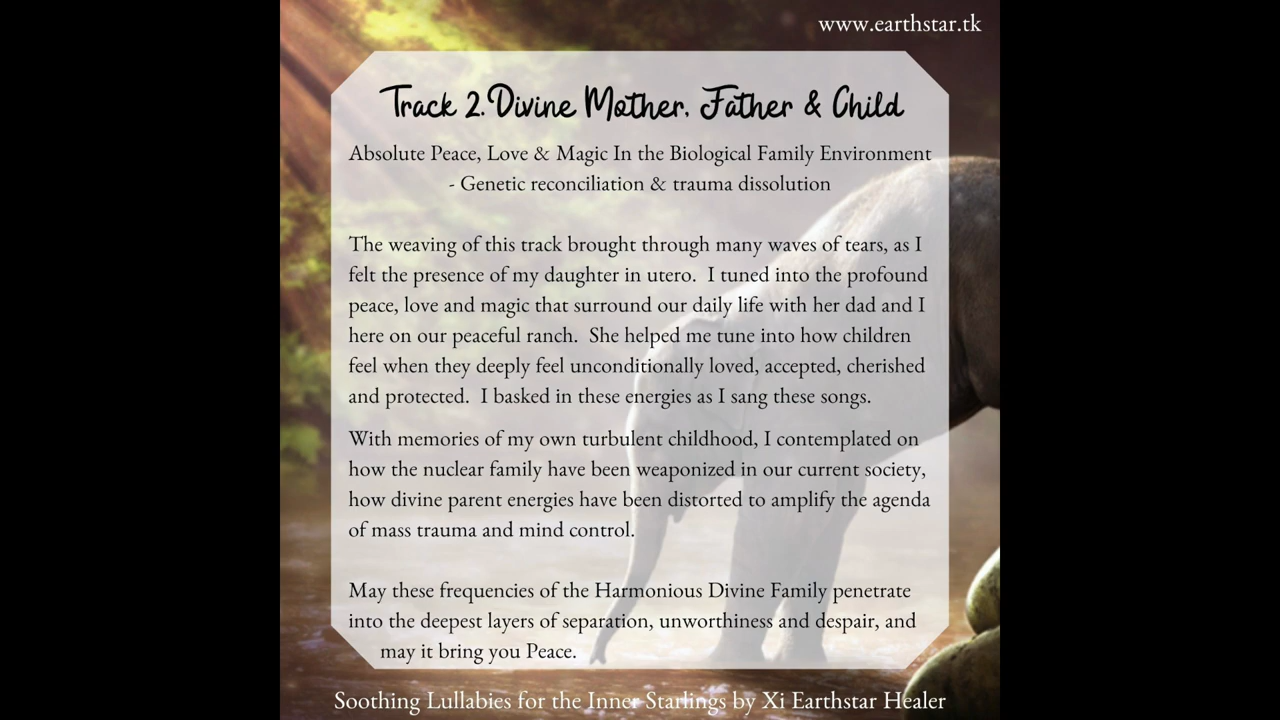 www.earthstar.tk
Track 2. Divine Mother, Father & Child
Absolute Peace, Love & Magic In the Biological Family Environment
- Genetic reconciliation & trauma dissolution
The weaving of this track brought through many waves of tears, as I
felt the presence of my daughter in utero.  I tuned into the profound
peace, love and magic that surround our daily life with her dad and I
here on our peaceful ranch.  She helped me tune into how children
feel when they deeply feel unconditionally loved, accepted, cherished
and protected.  I basked in these energies as I sang these songs.
With memories of my own turbulent childhood, I contemplated on
how the nuclear family have been weaponized in our current society,
how divine parent energies have been distorted to amplify the agenda
of mass trauma and mind control.
May these frequencies of the Harmonious Divine Family penetrate
into the deepest layers of separation, unworthiness and despair, and
may it bring you Peace.
Soothing Lullabies for the Inner Starlings by Xi Earthstar Healer